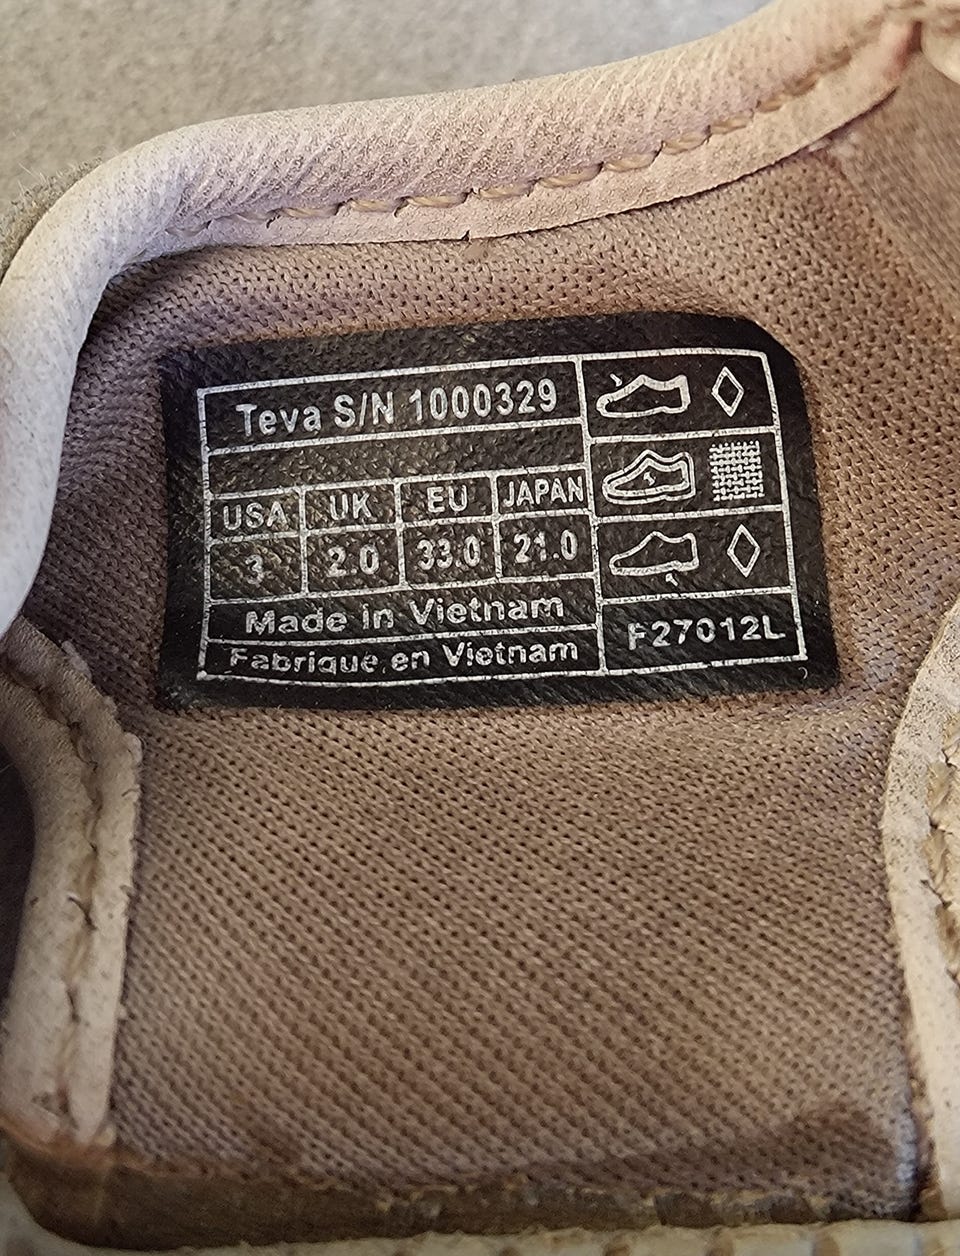 Teva S/N 1000329
USA UK EU JAPAN
3 2.0 33.0 21.0
Made in Vietnam
Fabrique en Vietnam
F27012L